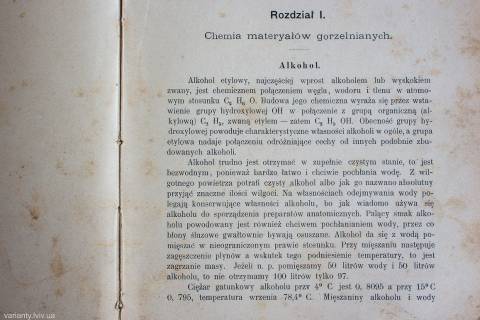 Rozdział I.
Chemia materyałów gorzelnianych.
Alkohol.
Alkohol etylowy, najczęściej wprost alkoholem lub wyskokiem
zwany, jest chemicznem połączeniem węgla, wodoru i tlenu w atomo-
wym stosunku C₂ H₆ O. Budowa jego chemiczna wyraża się przez wsta-
wienie grupy hydroxylowej OH w połączenie z grupą organiczną (al-
kylową) C₂ H₅, zwaną etylem — zatem C₂ H₅ OH. Obecność grupy hy-
droxylowej powoduje charakterystyczne własności alkoholi w ogóle, a grupa
etylowa nadaje połączeniu odróżniające cechy od innych podobnie zbu-
dowanych alkoholi.
Alkohol trudno jest otrzymać w zupełnie czystym stanie, to jest
bezwodnym, ponieważ bardzo łatwo i chciwie pochłania wodę. Z wil-
gotnego powietrza potrafi czysty alkohol albo jak go nazwano absolutny
przyjąć znaczne ilości wilgoci. Na własnościach odejmywania wody po-
legają konserwujące własności alkoholu, bo jak wiadomo używa się
alkoholu do sporządzenia preparatów anatomicznych. Palący smak alko-
holu powodowany jest również chciwem pochłanianiem wody, przez co
błony śluzowe gwałtownie bywają osuszane. Alkohol da się z wodą po-
mięszać w nieograniczonym prawie stosunku. Przy mięszaniu następuje
zagęszczenie płynów a wskutek tego podniesienie temperatury, to jest
zagrzanie masy. Jeżeli n. p. pomięszamy 50 litrów wody i 50 litrów
alkoholu, to nie otrzymamy 100 litrów tylko 97.
Ciężar gatunkowy alkoholu przy 4° C jest 0, 8095 a przy 15° C
0, 795, temperatura wrzenia 78,4° C. Mięszaniny alkoholu i wody
varianty.lviv.ua